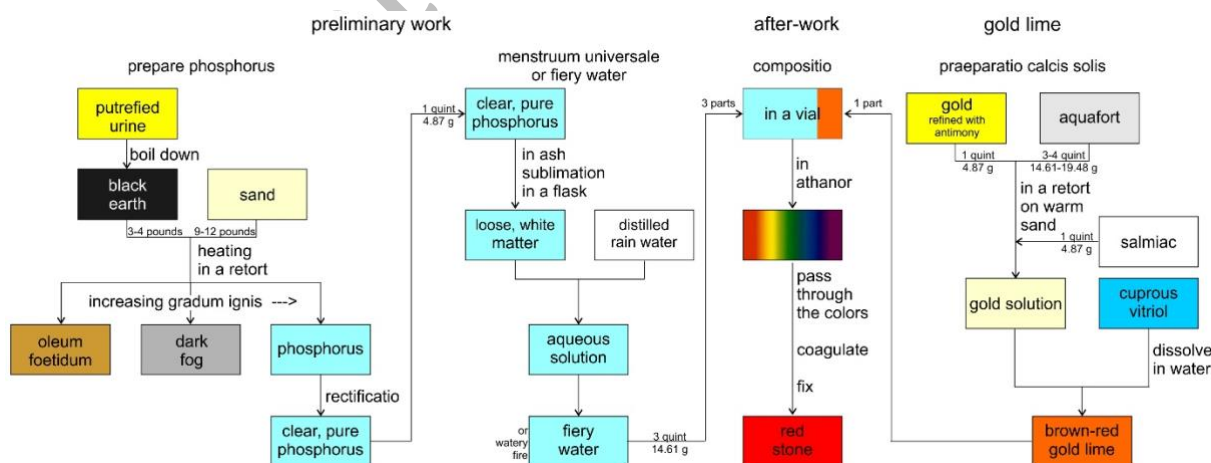 preliminary work
after-work
gold lime
prepare phosphorus
putrefied
urine
boil down
black
earth
sand
3-4 pounds
9-12 pounds
heating
in a retort
increasing gradum ignis --->
oleum
foetidum
dark
fog
phosphorus
rectificatio
clear, pure
phosphorus
1 quint
4.87 g
menstruum universale
or fiery water
clear, pure
phosphorus
in ash
sublimation
in a flask
loose, white
matter
distilled
rain water
aqueous
solution
or
watery
fire
fiery
water
3 quint
14.61 g
compositio
3 parts
in a vial
1 part
in
athanor
pass
through
the colors
coagulate
fix
red
stone
praeparatio calcis solis
gold
refined with
antimony
aquafort
1 quint
4.87 g
3-4 quint
14.61-19.48 g
in a retort
on warm
sand
1 quint
4.87 g
salmiac
gold solution
cuprous
vitriol
dissolve
in water
brown-red
gold lime